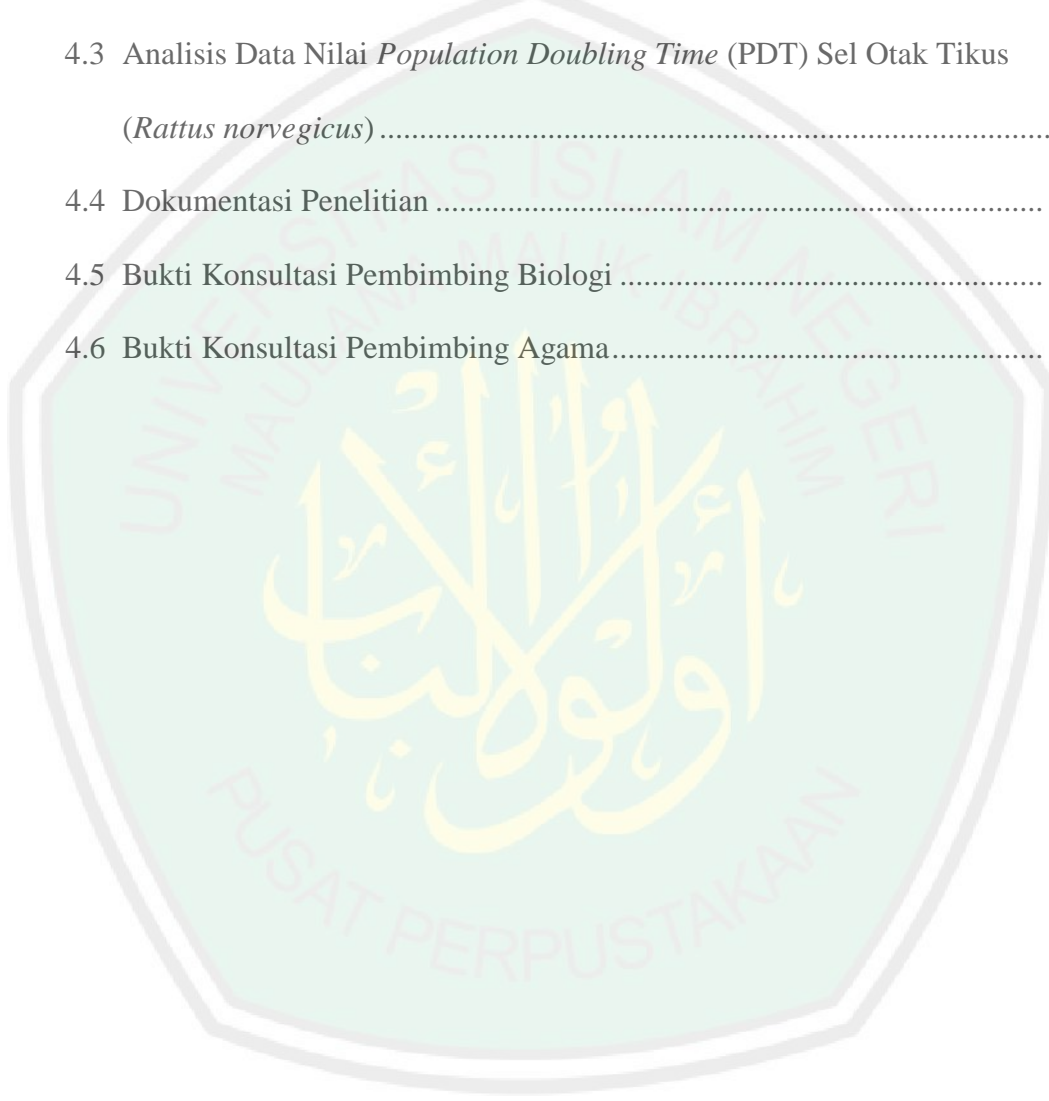 4.3 Analisis Data Nilai Population Doubling Time (PDT) Sel Otak Tikus
(Rattus norvegicus) ....................................................................................
4.4 Dokumentasi Penelitian ............................................................................
4.5 Bukti Konsultasi Pembimbing Biologi .....................................................
4.6 Bukti Konsultasi Pembimbing Agama......................................................
UNIVERSITAS ISLAM NEGERI
MAULANA MALIK IBRAHIM
أولوا الألباب
PUSAT PERPUSTAKAAN